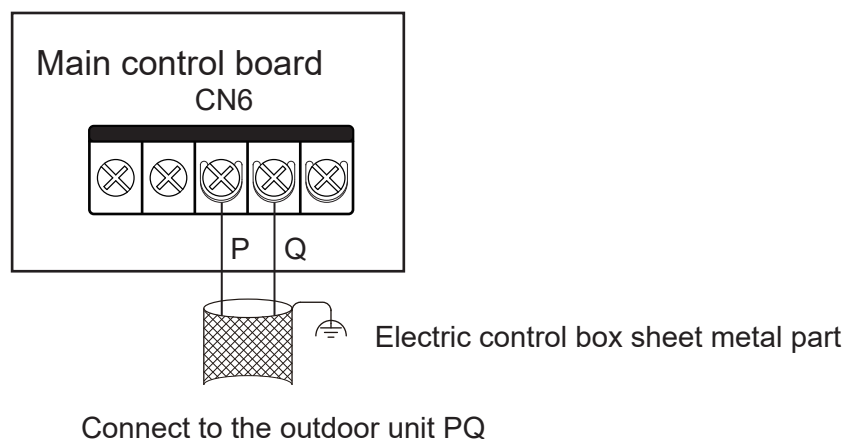 Main control board
CN6
P Q
Electric control box sheet metal part
Connect to the outdoor unit PQ